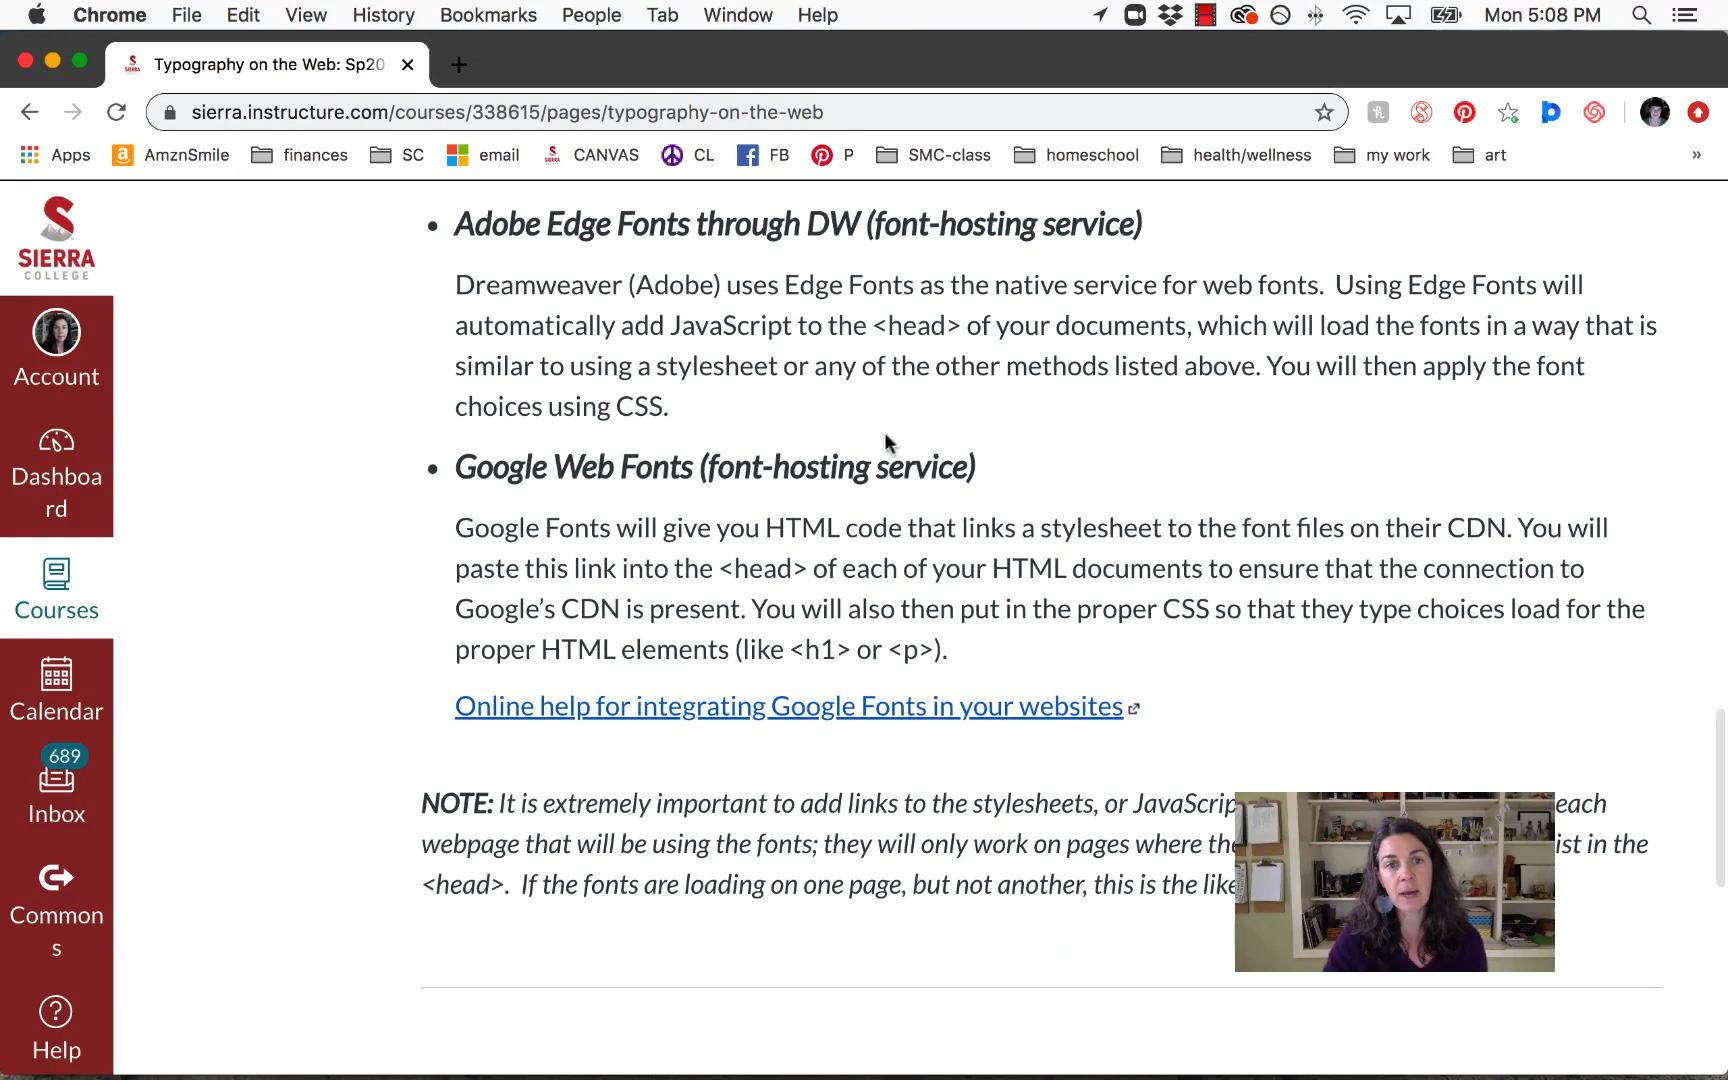 Chrome File Edit View History Bookmarks People Tab Window Help Mon 5:08 PM
Typography on the Web: Sp20
sierra.instructure.com/courses/338615/pages/typography-on-the-web
Apps AmznSmile finances SC email CANVAS CL FB P SMC-class homeschool health/wellness my work art »
SIERRA
COLLEGE
Account
Dashboa
rd
Courses
Calendar
689
Inbox
Common
s
Help
• Adobe Edge Fonts through DW (font-hosting service)
Dreamweaver (Adobe) uses Edge Fonts as the native service for web fonts. Using Edge Fonts will
automatically add JavaScript to the <head> of your documents, which will load the fonts in a way that is
similar to using a stylesheet or any of the other methods listed above. You will then apply the font
choices using CSS.
• Google Web Fonts (font-hosting service)
Google Fonts will give you HTML code that links a stylesheet to the font files on their CDN. You will
paste this link into the <head> of each of your HTML documents to ensure that the connection to
Google’s CDN is present. You will also then put in the proper CSS so that they type choices load for the
proper HTML elements (like <h1> or <p>).
Online help for integrating Google Fonts in your websites
NOTE: It is extremely important to add links to the stylesheets, or JavaScrip each
webpage that will be using the fonts; they will only work on pages where the ist in the
<head>. If the fonts are loading on one page, but not another, this is the like